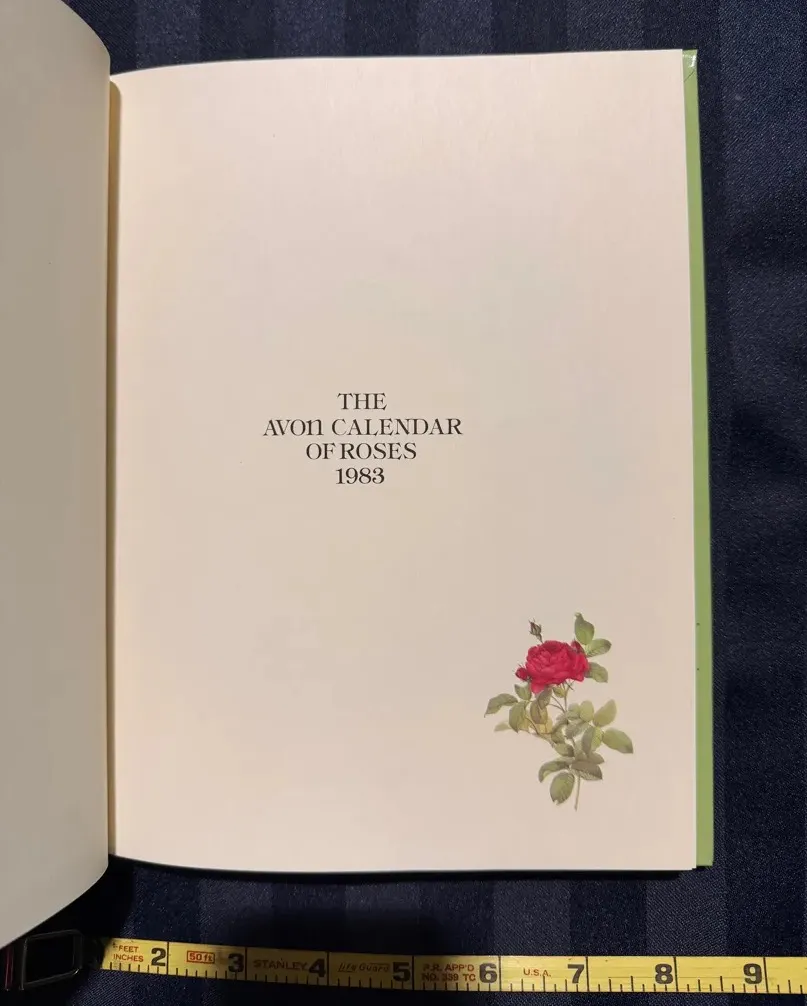 THE
AVON CALENDAR
OF ROSES
1983
FEET
INCHES 2 50 ft 3 STANLEY 4 Life Guard 5 P.R. APP'D 6 U.S.A. 7 8 9
NO. 339 TC